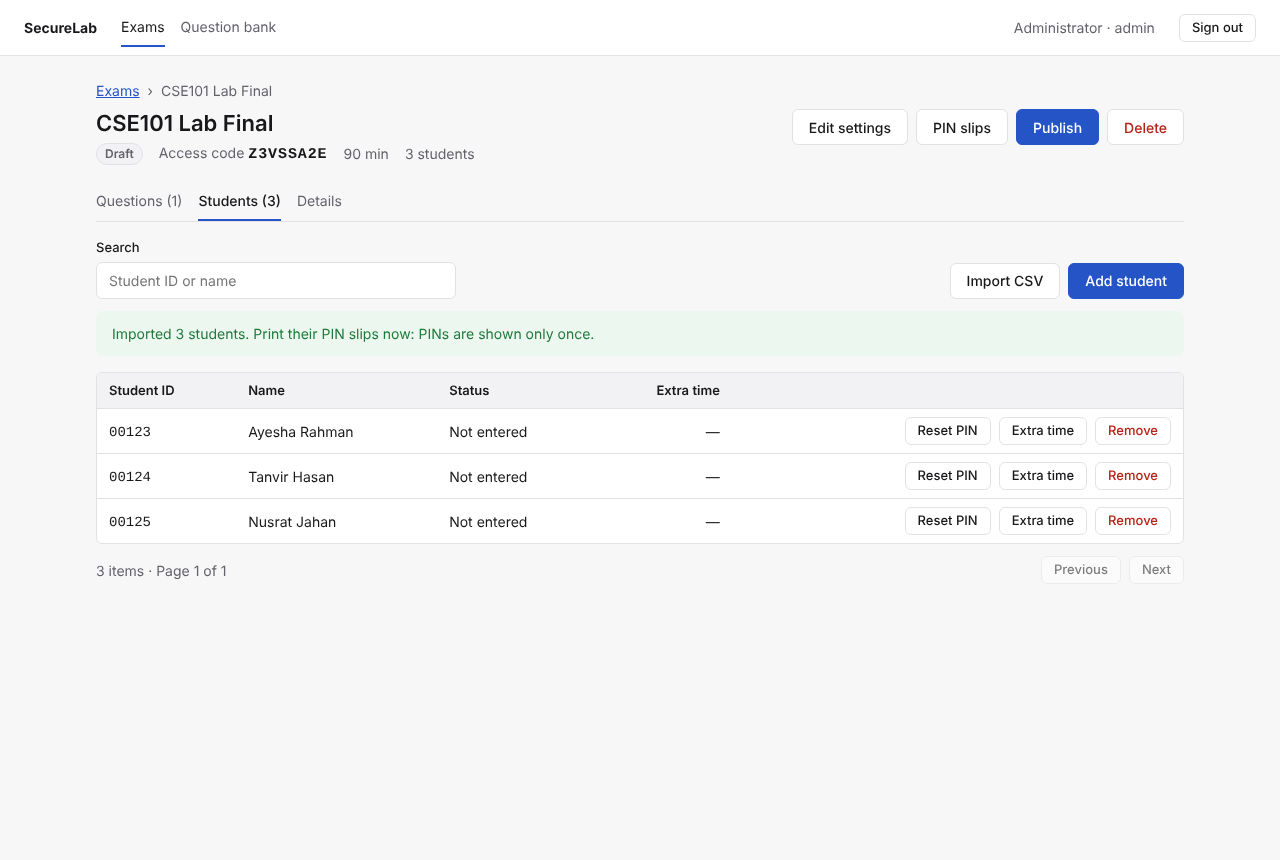 SecureLab Exams Question bank Administrator · admin Sign out
Exams › CSE101 Lab Final
CSE101 Lab Final Edit settings PIN slips Publish Delete
Draft Access code Z3VSSA2E 90 min 3 students
Questions (1) Students (3) Details
Search
Student ID or name Import CSV Add student
Imported 3 students. Print their PIN slips now: PINs are shown only once.
Student ID Name Status Extra time
00123 Ayesha Rahman Not entered — Reset PIN Extra time Remove
00124 Tanvir Hasan Not entered — Reset PIN Extra time Remove
00125 Nusrat Jahan Not entered — Reset PIN Extra time Remove
3 items · Page 1 of 1 Previous Next